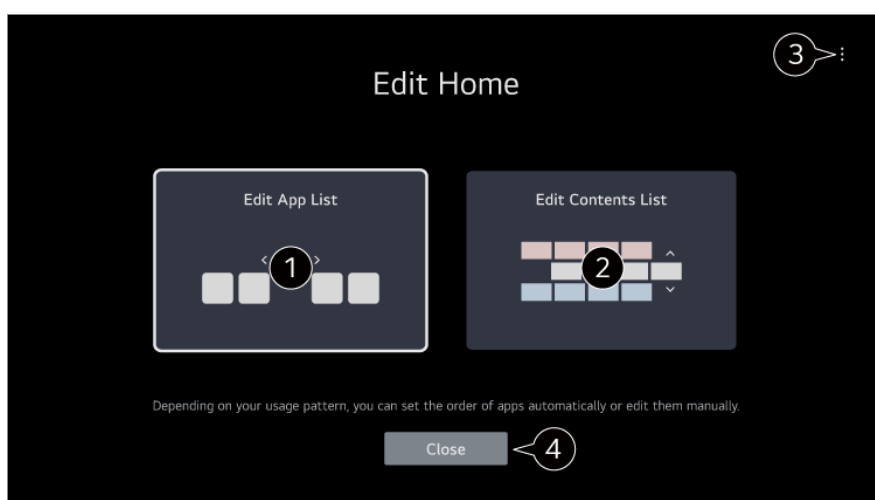 3
Edit Home
Edit App List
Edit Contents List
1
2
Depending on your usage pattern, you can set the order of apps automatically or edit them manually.
Close
4